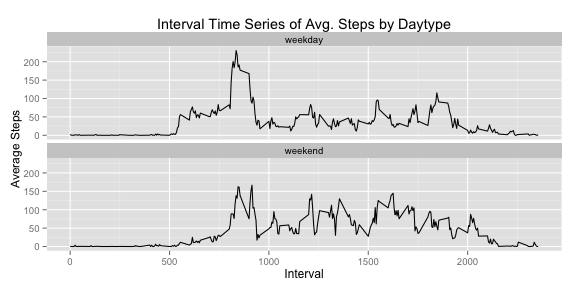 Interval Time Series of Avg. Steps by Daytype
weekday
200
150
100
50
0
Average Steps
weekend
200
150
100
50
0
0 500 1000 1500 2000
Interval